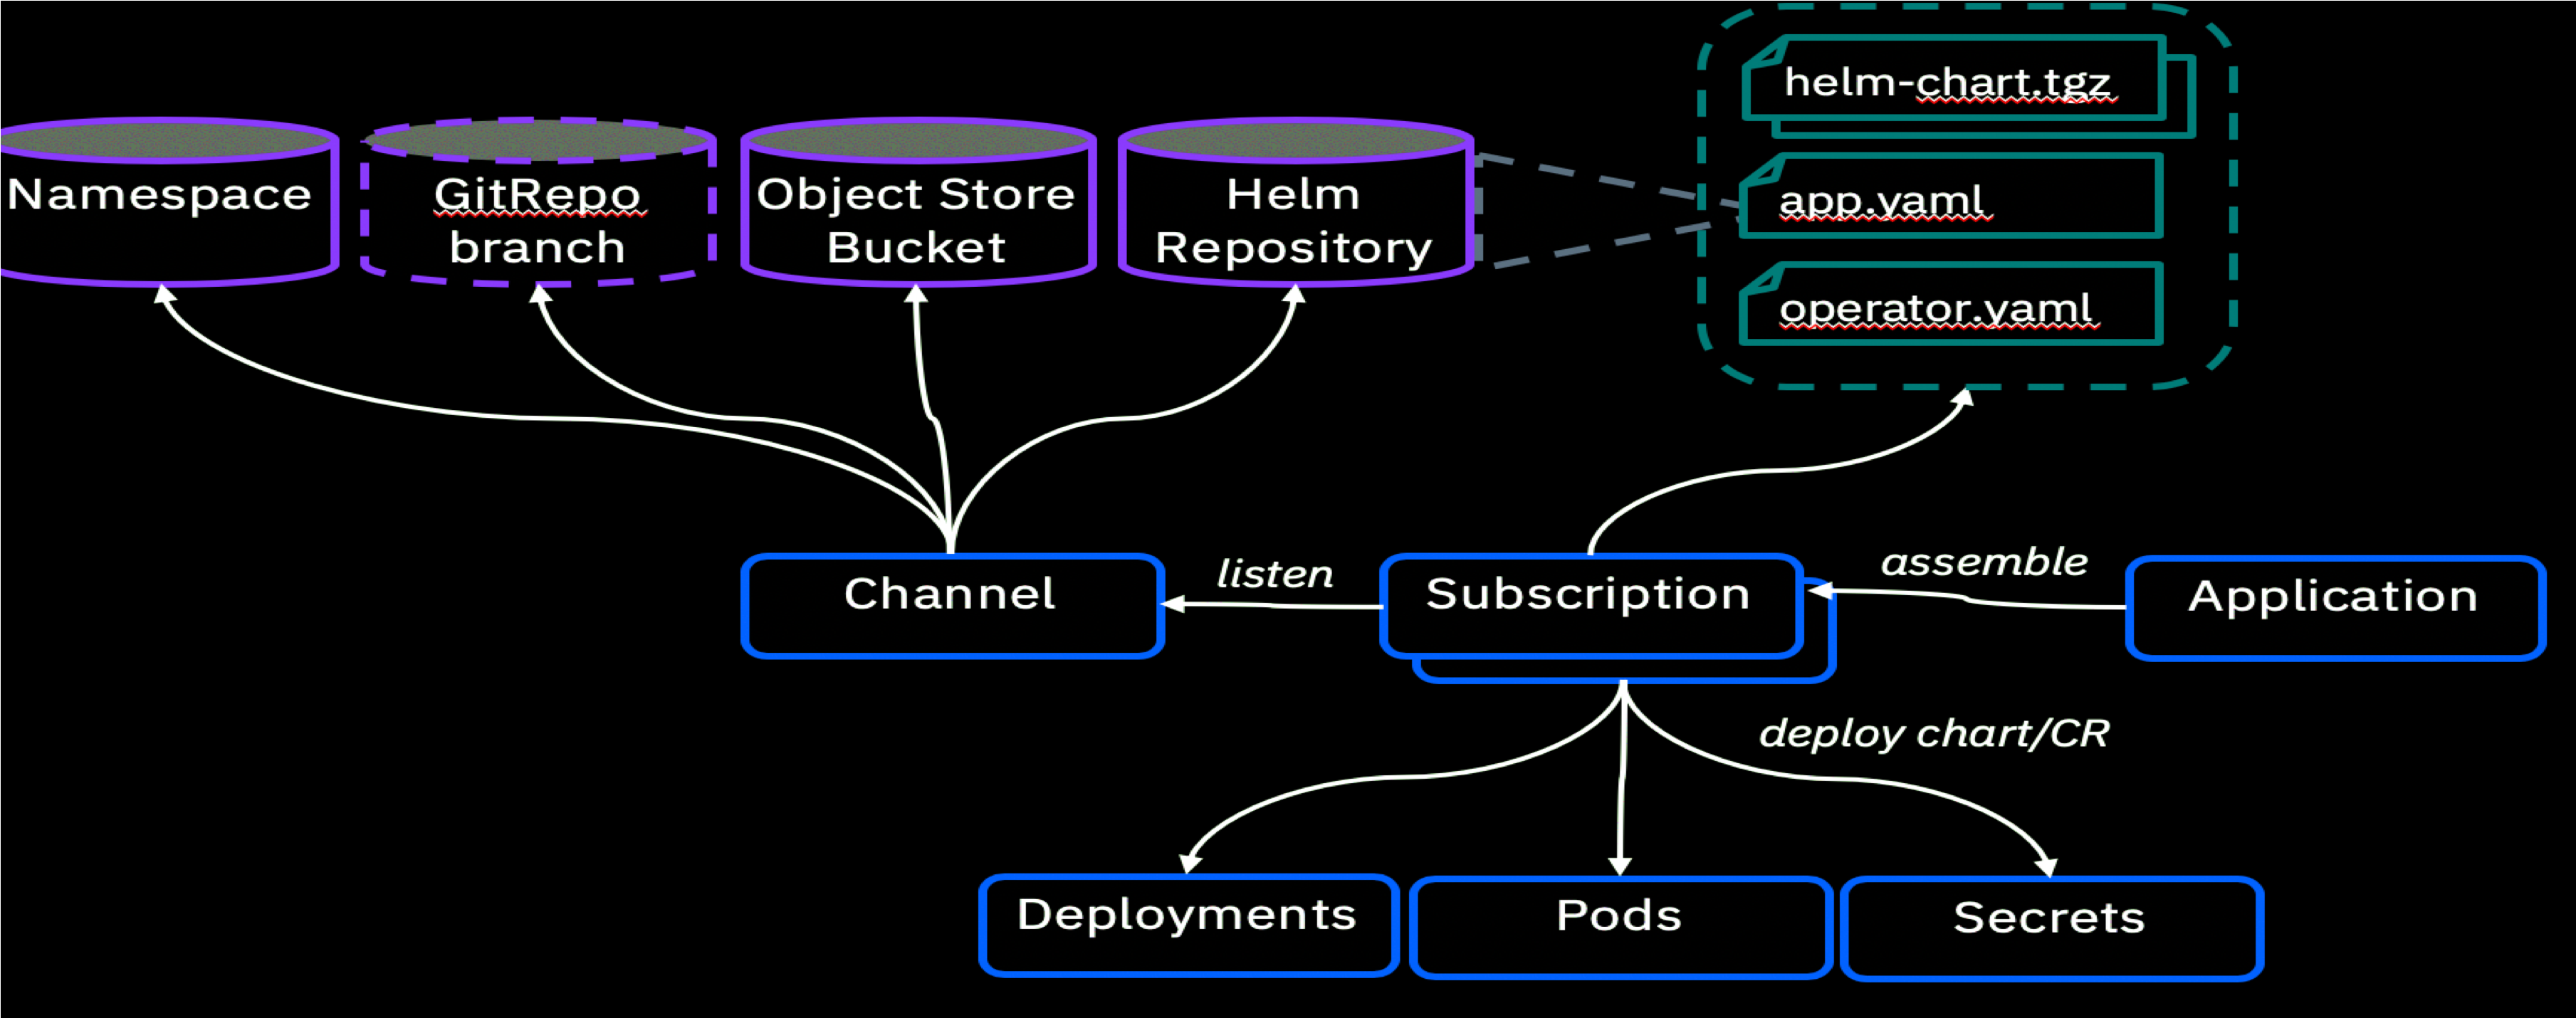 helm-chart.tgz
Namespace
GitRepo
branch
Object Store
Bucket
Helm
Repository
app.yaml
operator.yaml
Channel
listen
Subscription
assemble
Application
deploy chart/CR
Deployments
Pods
Secrets